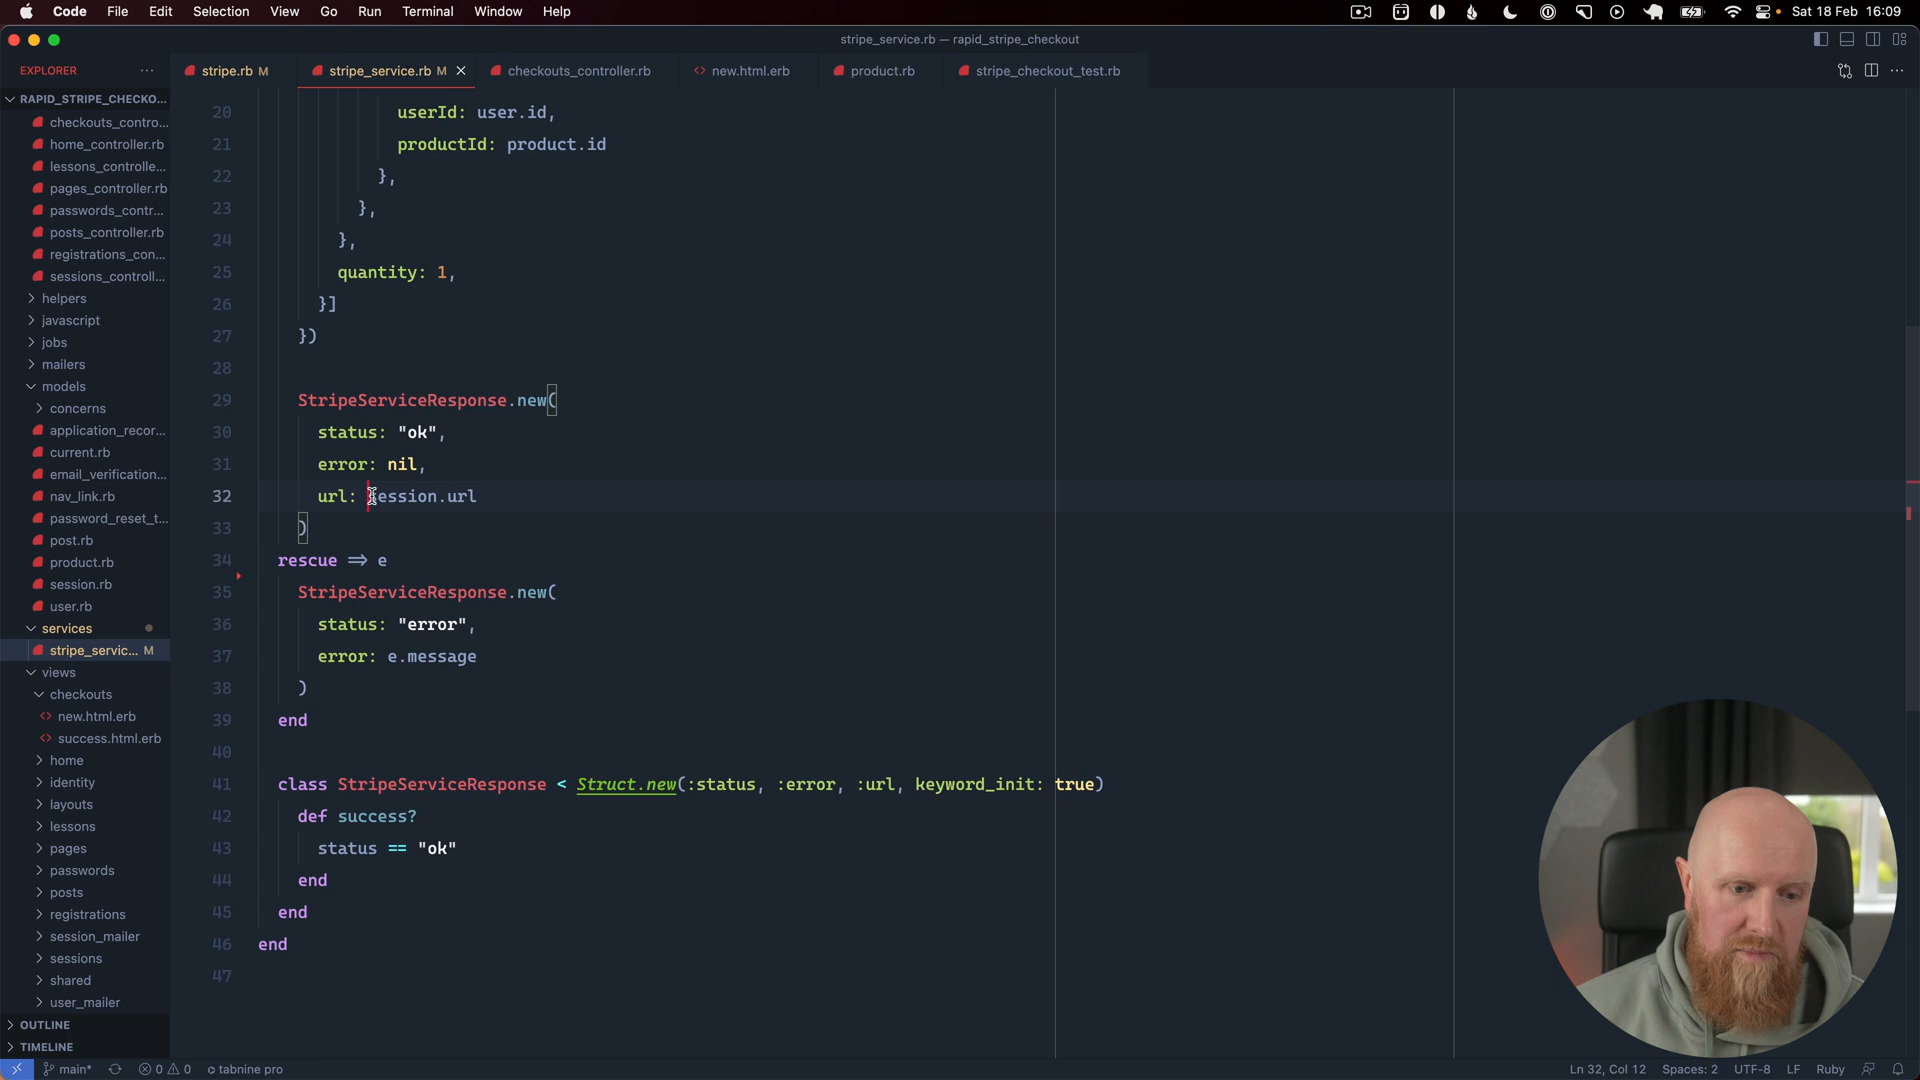 Code File Edit Selection View Go Run Terminal Window Help Sat 18 Feb 16:09
stripe_service.rb — rapid_stripe_checkout
EXPLORER
stripe.rb M stripe_service.rb M checkouts_controller.rb new.html.erb product.rb stripe_checkout_test.rb
RAPID_STRIPE_CHECKO...
checkouts_contro...
home_controller.rb
lessons_controlle...
pages_controller.rb
passwords_contr...
posts_controller.rb
registrations_con...
sessions_controll...
helpers
javascript
jobs
mailers
models
concerns
application_recor...
current.rb
email_verification...
nav_link.rb
password_reset_t...
post.rb
product.rb
session.rb
user.rb
services
stripe_servic... M
views
checkouts
new.html.erb
success.html.erb
home
identity
layouts
lessons
pages
passwords
posts
registrations
session_mailer
sessions
shared
user_mailer
OUTLINE
TIMELINE
20 userId: user.id,
21 productId: product.id
22 },
23 },
24 },
25 quantity: 1,
26 }]
27 })
28
29 StripeServiceResponse.new(
30 status: "ok",
31 error: nil,
32 url: session.url
33 )
34 rescue => e
35 StripeServiceResponse.new(
36 status: "error",
37 error: e.message
38 )
39 end
40
41 class StripeServiceResponse < Struct.new(:status, :error, :url, keyword_init: true)
42 def success?
43 status == "ok"
44 end
45 end
46 end
47
main* 0 0 tabnine pro Ln 32, Col 12 Spaces: 2 UTF-8 LF Ruby